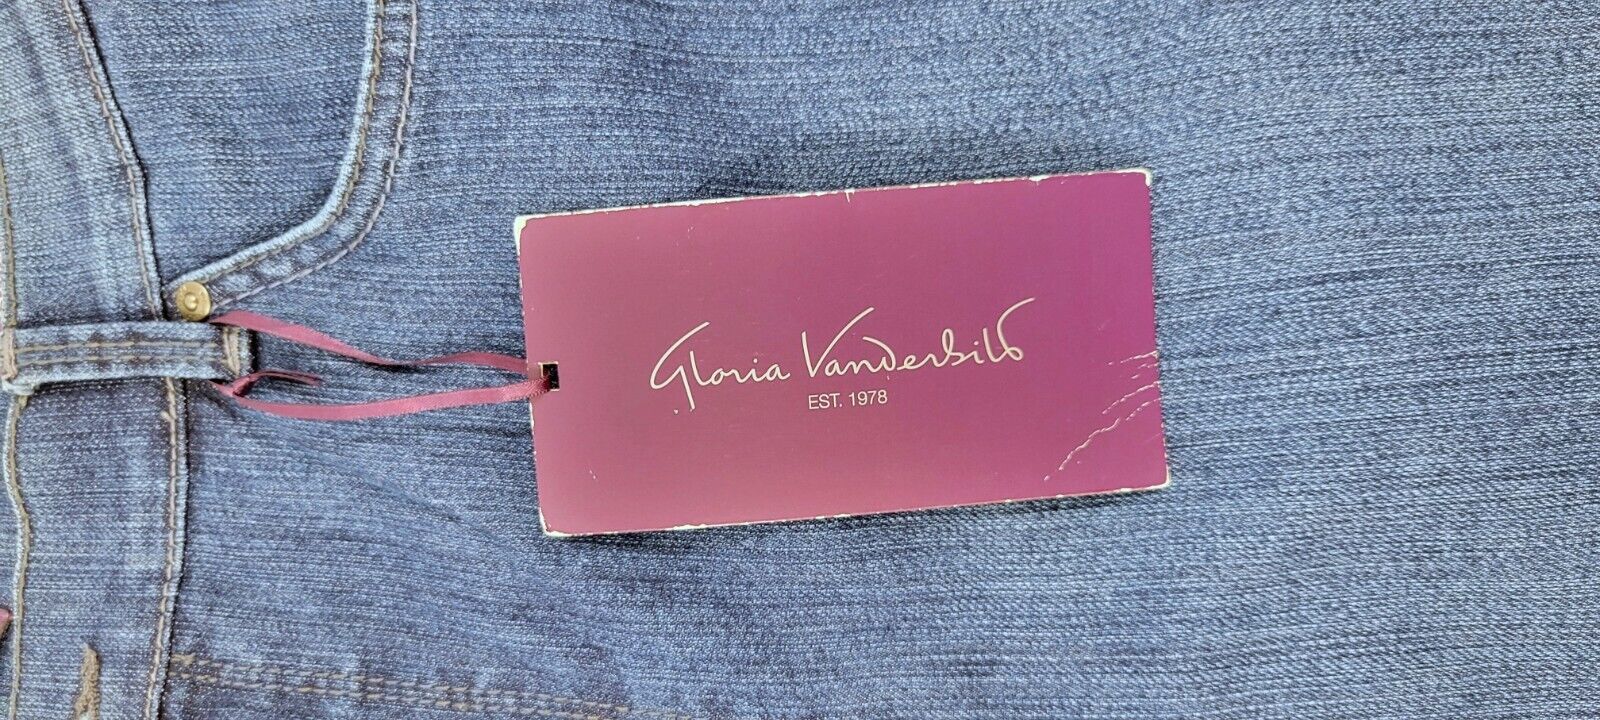 Gloria Vanderbilt
EST. 1978